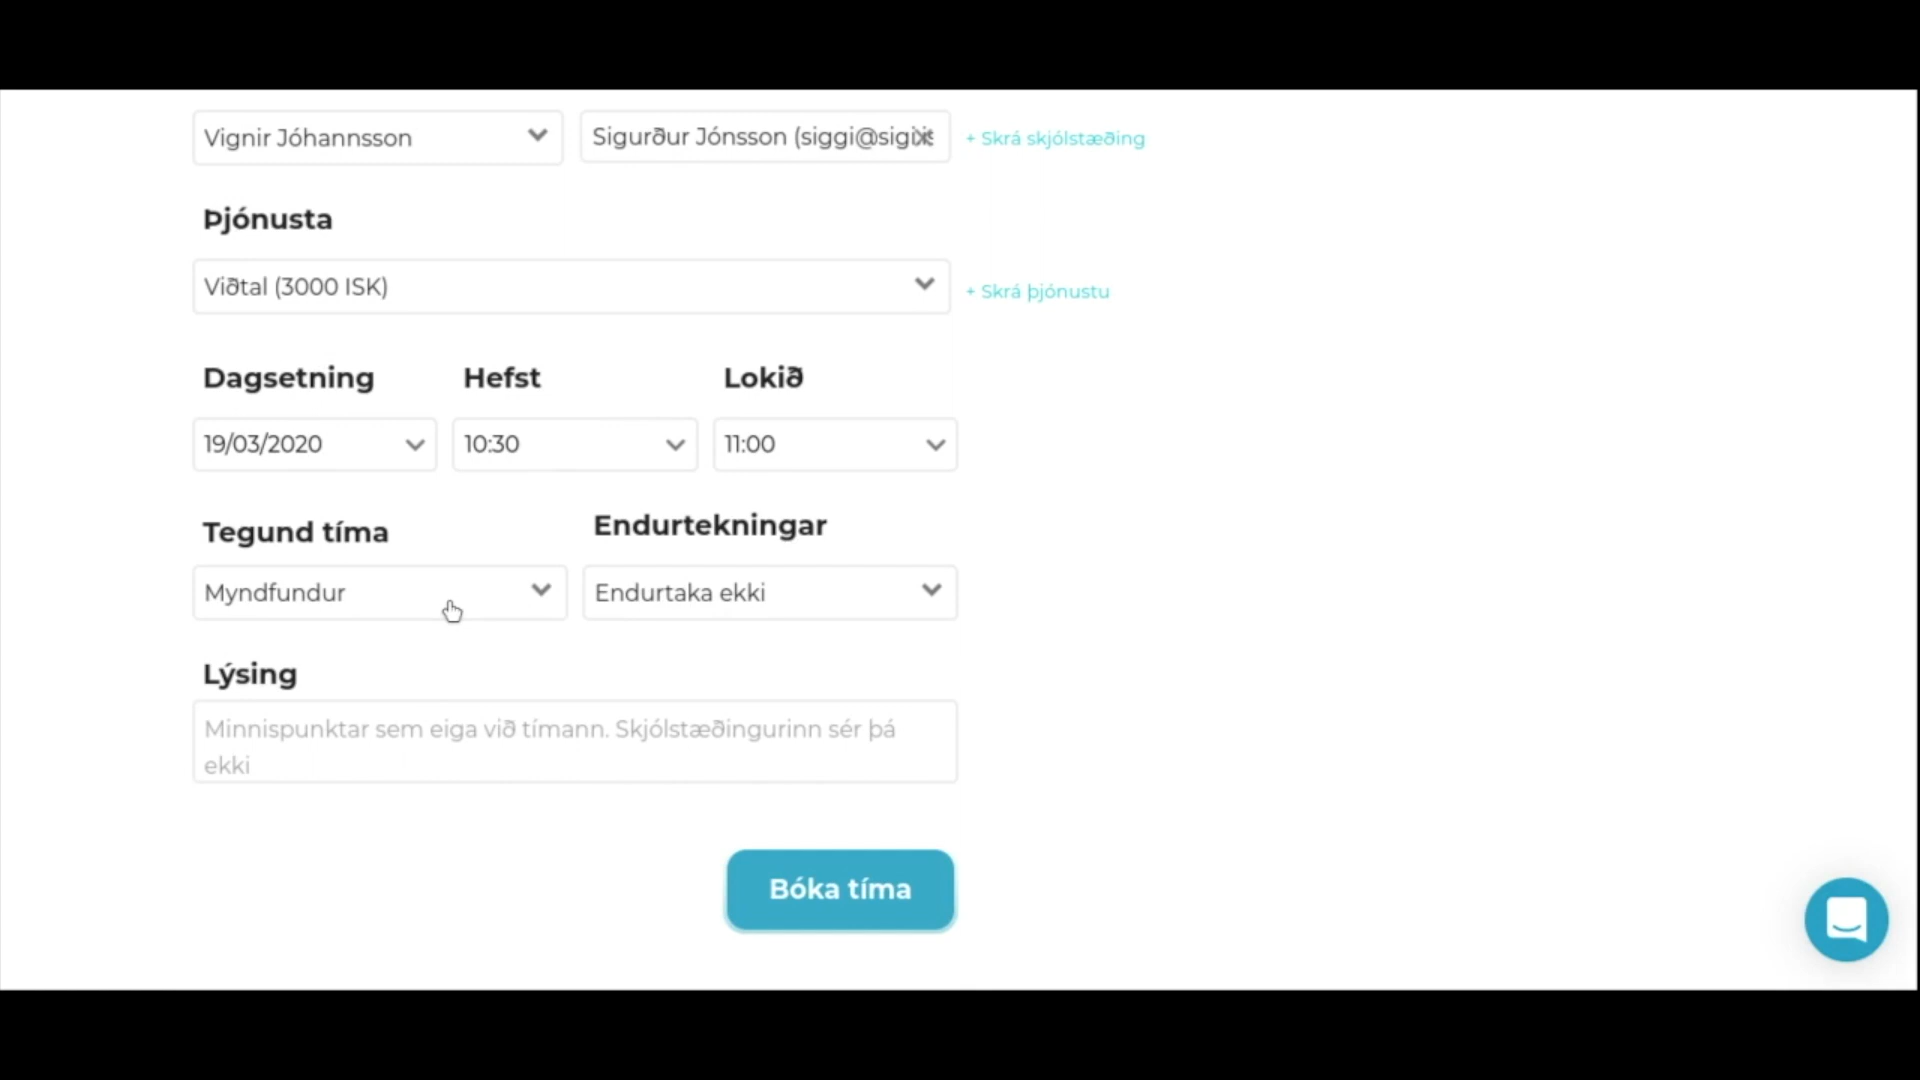 Vignir Jóhannsson
Sigurður Jónsson
+ Skrá skjólstæðing
Þjónusta
Viðtal (3000 ISK)
+ Skrá þjónustu
Dagsetning Hefst Lokið
19/03/2020 10:30 11:00
Tegund tíma Endurtekningar
Myndfundur Endurtaka ekki
Lýsing
Minnispunktar sem eiga við tímann. Skjólstæðingurinn sér þá
ekki
Bóka tíma